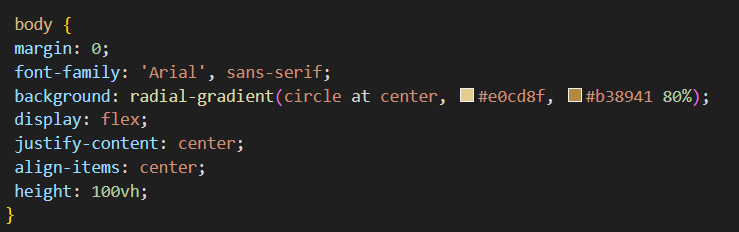 body {
margin: 0;
font-family: 'Arial', sans-serif;
background: radial-gradient(circle at center, #e0cd8f, #b38941 80%);
display: flex;
justify-content: center;
align-items: center;
height: 100vh;
}